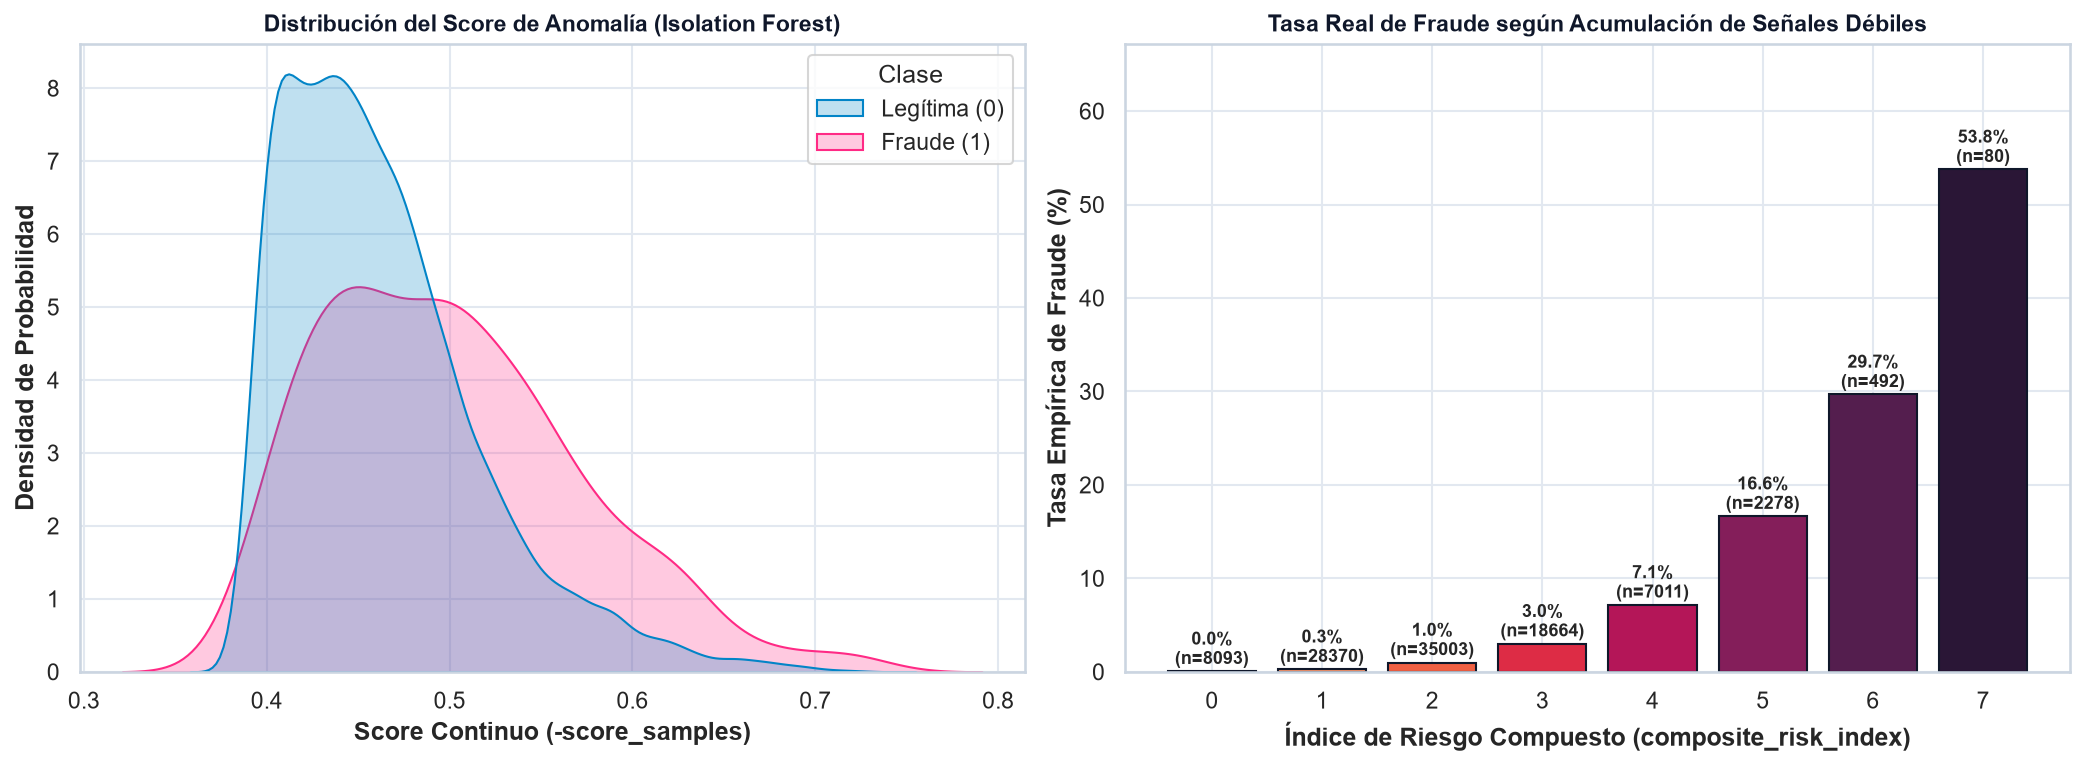 Distribución del Score de Anomalía (Isolation Forest)
Densidad de Probabilidad
8
7
6
5
4
3
2
1
0
Clase
Legítima (0)
Fraude (1)
0.3 0.4 0.5 0.6 0.7 0.8
Score Continuo (-score_samples)
Tasa Real de Fraude según Acumulación de Señales Débiles
Tasa Empírica de Fraude (%)
60
50
40
30
20
10
0
0.0%
(n=8093)
0.3%
(n=28370)
1.0%
(n=35003)
3.0%
(n=18664)
7.1%
(n=7011)
16.6%
(n=2278)
29.7%
(n=492)
53.8%
(n=80)
0 1 2 3 4 5 6 7
Índice de Riesgo Compuesto (composite_risk_index)